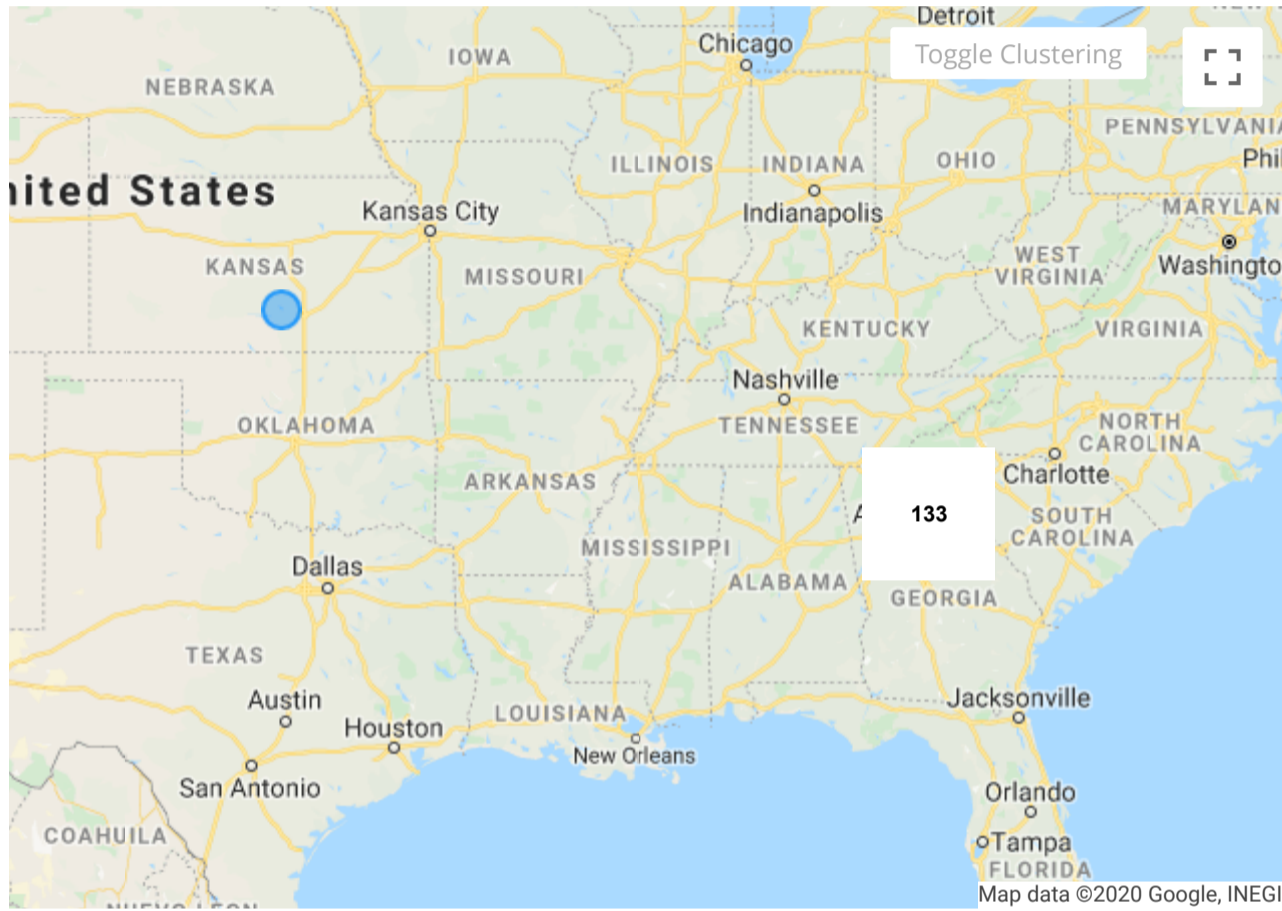 Detroit
Chicago
Toggle Clustering
IOWA
NEBRASKA
PENNSYLVANIA
ILLINOIS
INDIANA
OHIO
Phil
nited States
Kansas City
Indianapolis
MARYLAN
KANSAS
MISSOURI
WEST
VIRGINIA
Washingto
KENTUCKY
VIRGINIA
Nashville
TENNESSEE
OKLAHOMA
NORTH
CAROLINA
ARKANSAS
Charlotte
A
133
SOUTH
CAROLINA
MISSISSIPPI
Dallas
ALABAMA
GEORGIA
TEXAS
Austin
Jacksonville
LOUISIANA
Houston
New Orleans
San Antonio
Orlando
COAHUILA
Tampa
FLORIDA
Map data ©2020 Google, INEGI